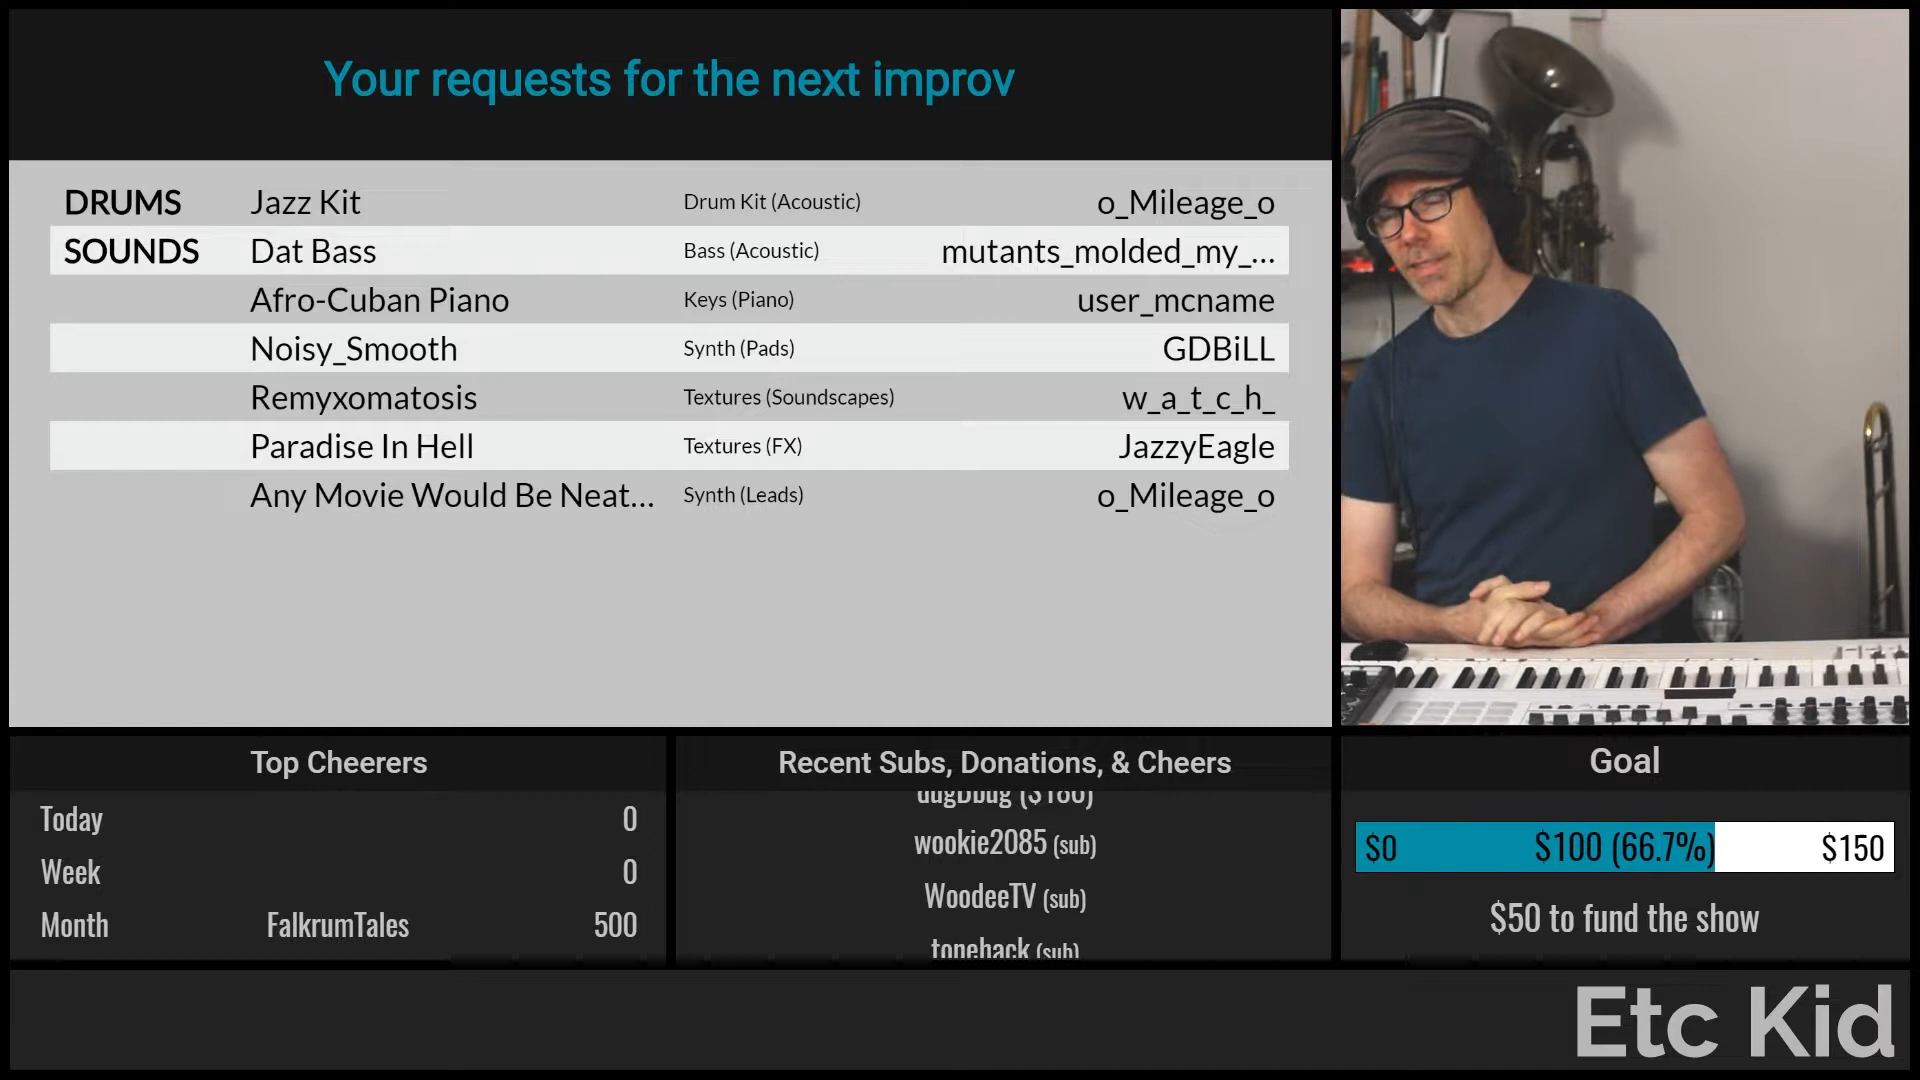 Your requests for the next improv
DRUMS Jazz Kit Drum Kit (Acoustic) o_Mileage_o
SOUNDS Dat Bass Bass (Acoustic) mutants_molded_my_...
Afro-Cuban Piano Keys (Piano) user_mcname
Noisy_Smooth Synth (Pads) GDBiLL
Remyxomatosis Textures (Soundscapes) w_a_t_c_h_
Paradise In Hell Textures (FX) JazzyEagle
Any Movie Would Be Neat... Synth (Leads) o_Mileage_o
Top Cheerers
Today 0
Week 0
Month FalkrumTales 500
Recent Subs, Donations, & Cheers
dugDbug ($180)
wookie2085 (sub)
WoodeeTV (sub)
tonehack (sub)
Goal
$0 $100 (66.7%) $150
$50 to fund the show
Etc Kid